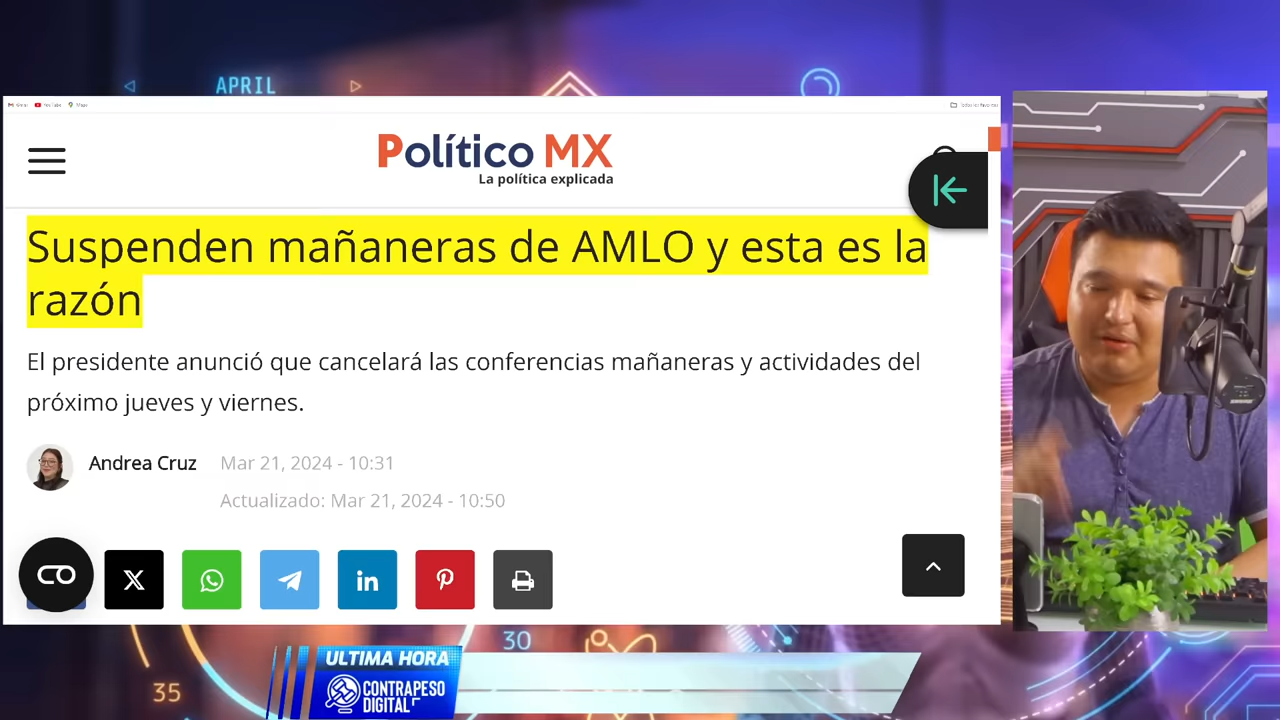 APRIL
Político MX
La política explicada
Suspenden mañaneras de AMLO y esta es la
razón
El presidente anunció que cancelará las conferencias mañaneras y actividades del
próximo jueves y viernes.
Andrea Cruz Mar 21, 2024 - 10:31
Actualizado: Mar 21, 2024 - 10:50
30
35
ULTIMA HORA
CONTRAPESO
DIGITAL